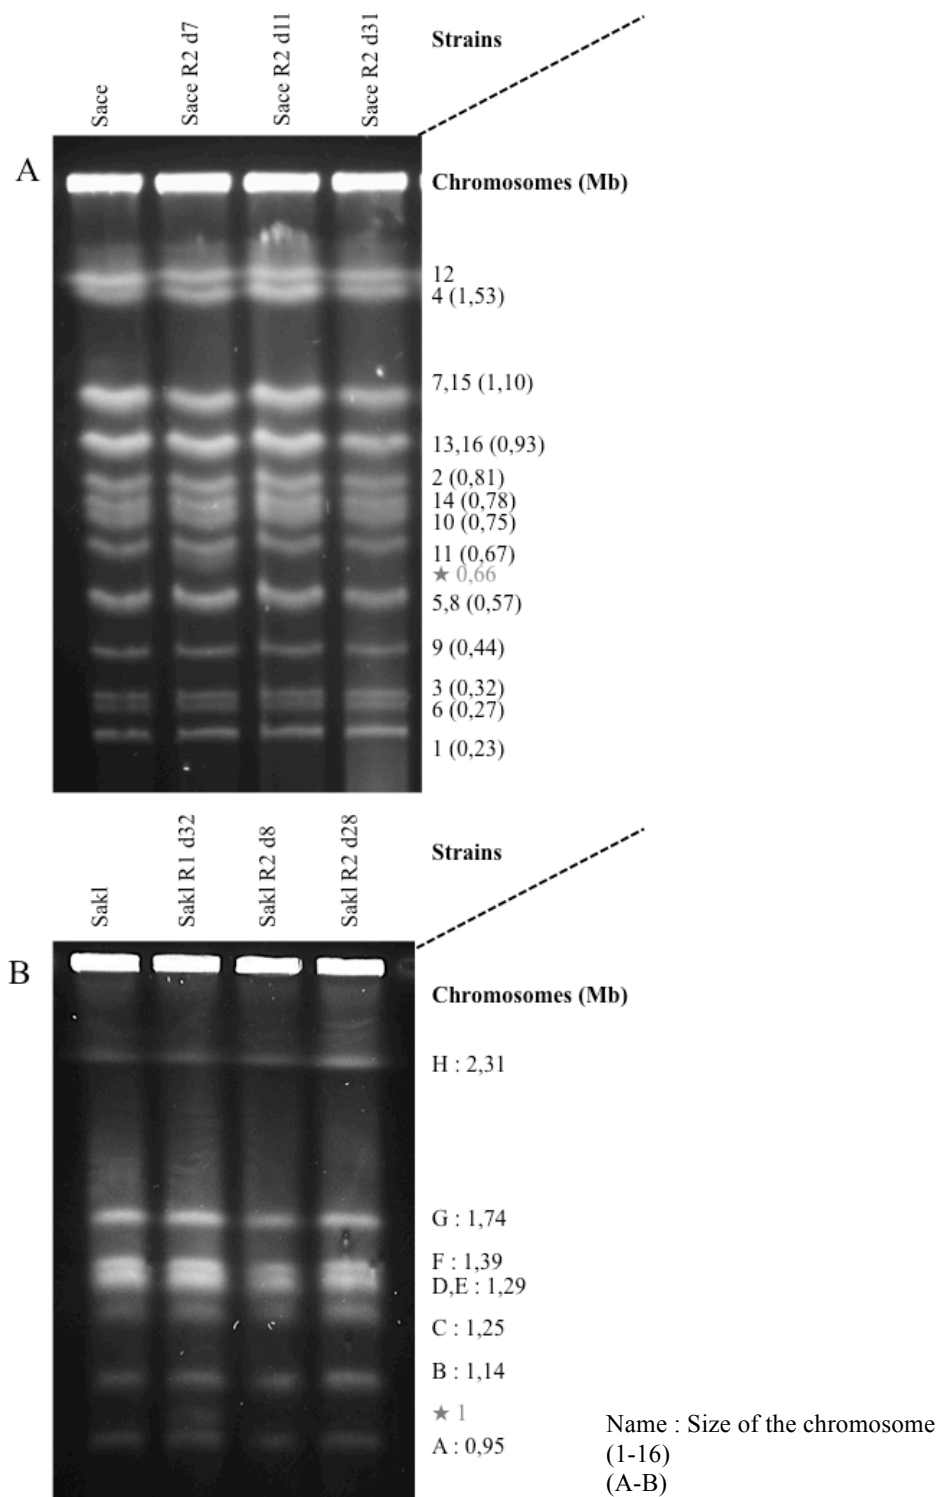 Sace
Sace R2 d7
Sace R2 d11
Sace R2 d31
Strains
A
Chromosomes (Mb)
12
4 (1,53)
7,15 (1,10)
13,16 (0,93)
2 (0,81)
14 (0,78)
10 (0,75)
11 (0,67)
★ 0,66
5,8 (0,57)
9 (0,44)
3 (0,32)
6 (0,27)
1 (0,23)
Sakl
Sakl R1 d32
Sakl R2 d8
Sakl R2 d28
Strains
B
Chromosomes (Mb)
H : 2,31
G : 1,74
F : 1,39
D,E : 1,29
C : 1,25
B : 1,14
★ 1
A : 0,95
Name : Size of the chromosome
(1-16)
(A-B)